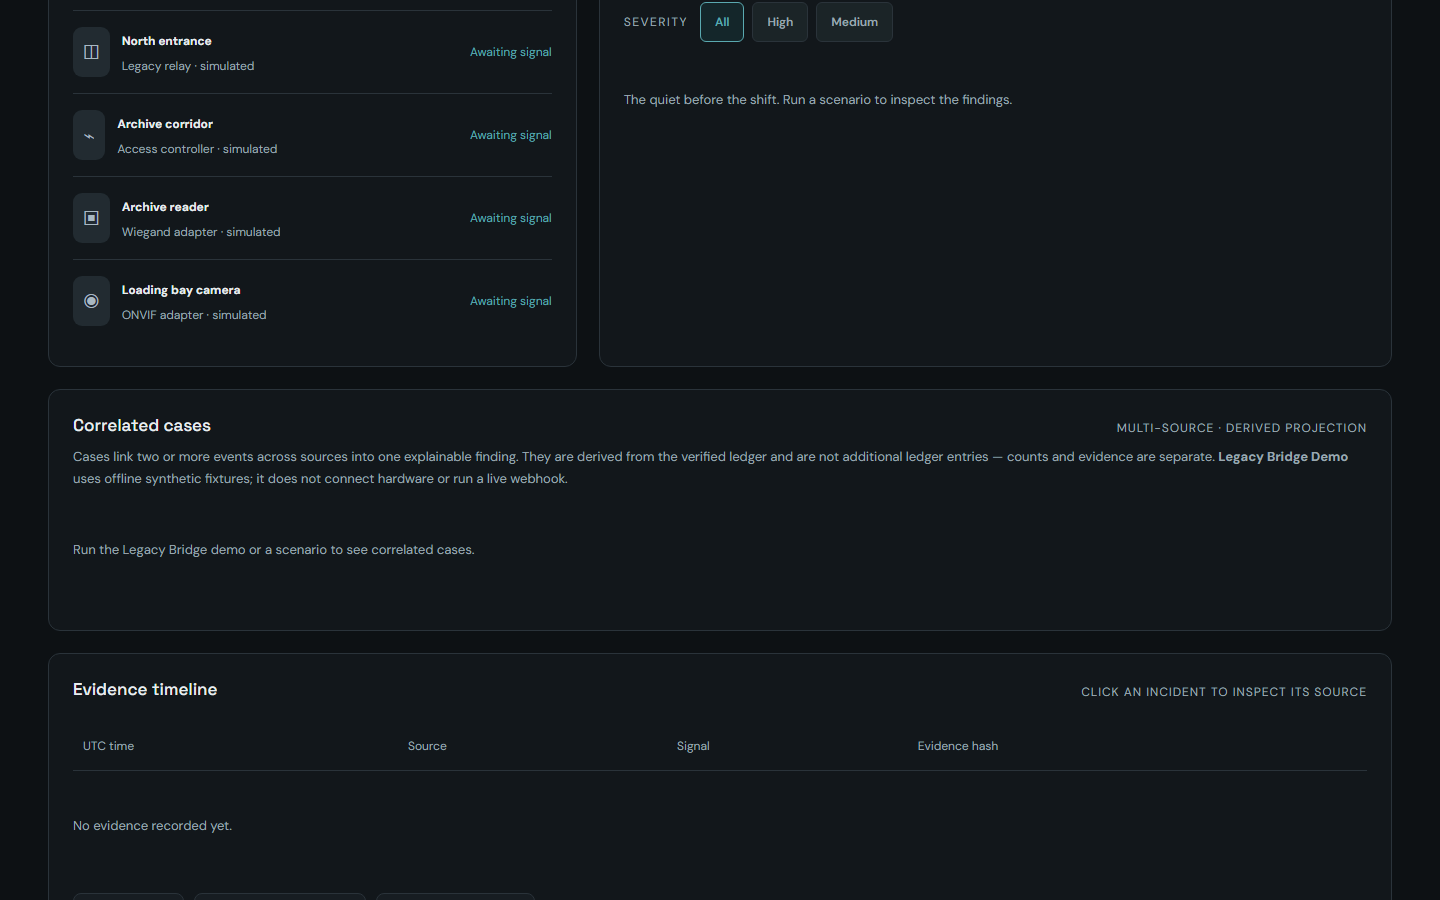 North entrance
Legacy relay · simulated
Awaiting signal
Archive corridor
Access controller · simulated
Awaiting signal
Archive reader
Wiegand adapter · simulated
Awaiting signal
Loading bay camera
ONVIF adapter · simulated
Awaiting signal
SEVERITY All High Medium
The quiet before the shift. Run a scenario to inspect the findings.
Correlated cases
MULTI-SOURCE · DERIVED PROJECTION
Cases link two or more events across sources into one explainable finding. They are derived from the verified ledger and are not additional ledger entries — counts and evidence are separate. Legacy Bridge Demo
uses offline synthetic fixtures; it does not connect hardware or run a live webhook.
Run the Legacy Bridge demo or a scenario to see correlated cases.
Evidence timeline
CLICK AN INCIDENT TO INSPECT ITS SOURCE
UTC time Source Signal Evidence hash
No evidence recorded yet.